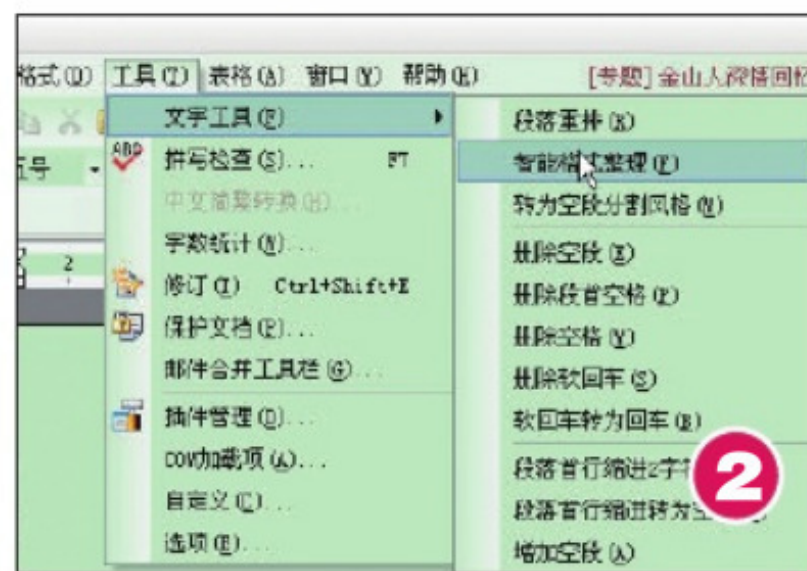 格式(O) 工具(T) 表格(A) 窗口(W) 帮助(H) [专题]金山人
五号
2
文字工具(F)
拼写检查(S)... F7
中文简繁转换(H)...
字数统计(W)...
修订(T) Ctrl+Shift+E
保护文档(P)...
邮件合并工具栏(G)...
插件管理(D)...
COM加载项(A)...
自定义(C)...
选项(O)...
段落重排(R)
智能格式整理(F)
转为空段分割风格(N)
删除空段(E)
删除段首空格(P)
删除空格(V)
删除软回车(S)
软回车转为回车(B)
段落首行缩进2字符
段落首行缩进转为空
增加空段(A)
2